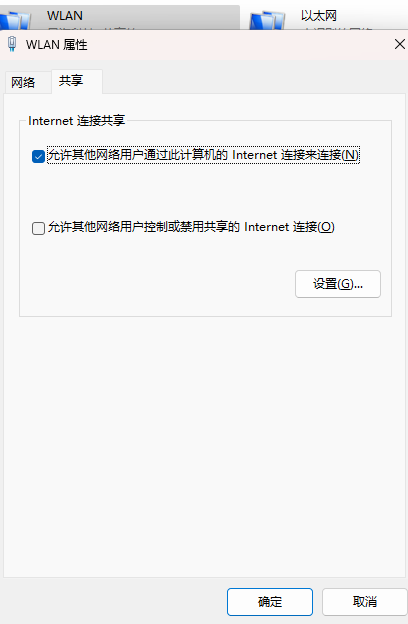 WLAN
以太网
WLAN 属性
网络
共享
Internet 连接共享
允许其他网络用户通过此计算机的 Internet 连接来连接(N)
允许其他网络用户控制或禁用共享的 Internet 连接(O)
设置(G)...
确定
取消